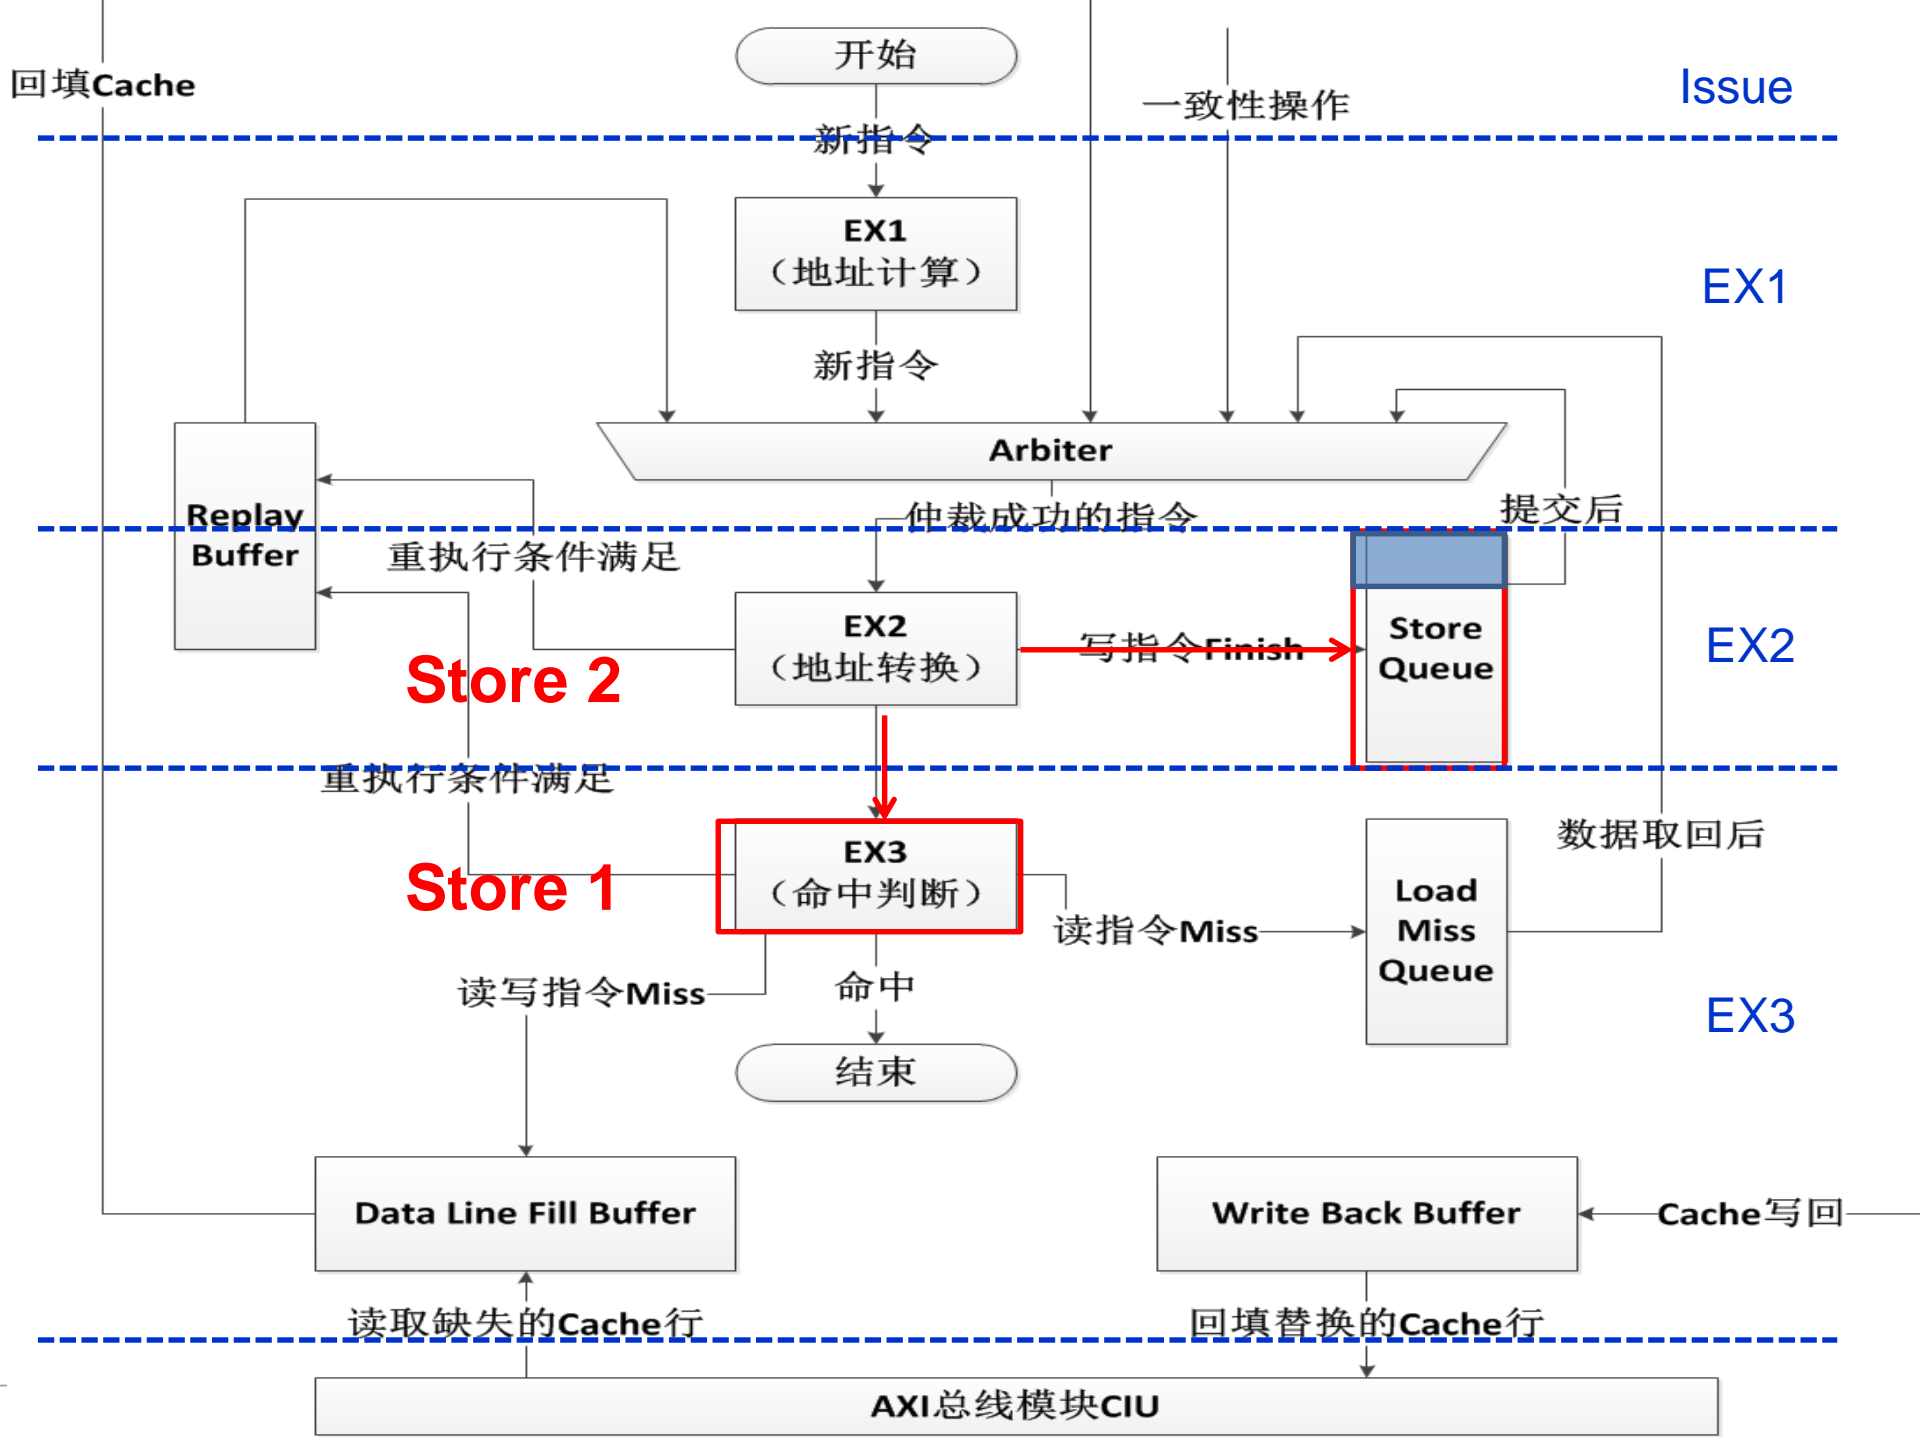 开始
回填Cache
一致性操作
Issue
新指令
EX1
（地址计算）
EX1
新指令
Arbiter
仲裁成功的指令
提交后
Replay
Buffer
重执行条件满足
EX2
（地址转换）
写指令Finish
Store
Queue
EX2
Store 2
重执行条件满足
EX3
（命中判断）
数据取回后
Store 1
Load
Miss
Queue
读指令Miss
读写指令Miss
命中
EX3
结束
Data Line Fill Buffer
Write Back Buffer
Cache写回
读取缺失的Cache行
回填替换的Cache行
AXI总线模块CIU